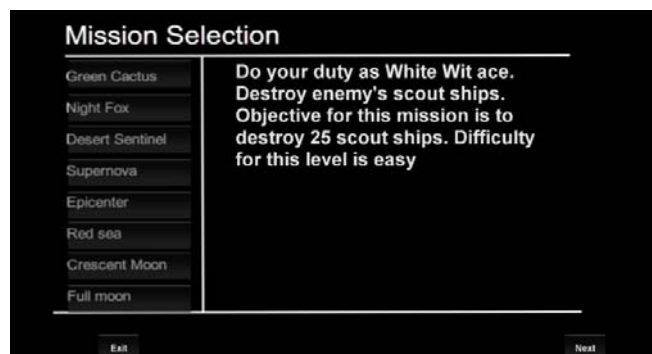 Mission Selection
Green Cactus
Night Fox
Desert Sentinel
Supernova
Epicenter
Red sea
Crescent Moon
Full moon
Do your duty as White Wit ace.
Destroy enemy's scout ships.
Objective for this mission is to
destroy 25 scout ships. Difficulty
for this level is easy
Exit
Next